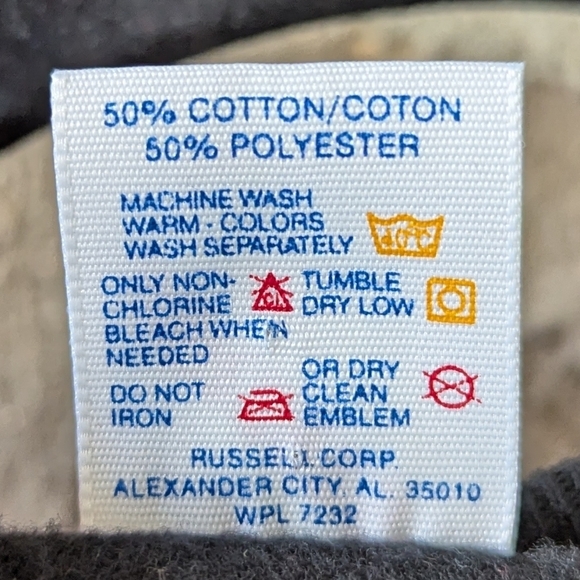 50% COTTON/COTON
50% POLYESTER
MACHINE WASH
WARM - COLORS
WASH SEPARATELY
ONLY NON-
CHLORINE
BLEACH WHEN
NEEDED
TUMBLE
DRY LOW
DO NOT
IRON
OR DRY
CLEAN
EMBLEM
RUSSELL CORP.
ALEXANDER CITY, AL. 35010
WPL 7232